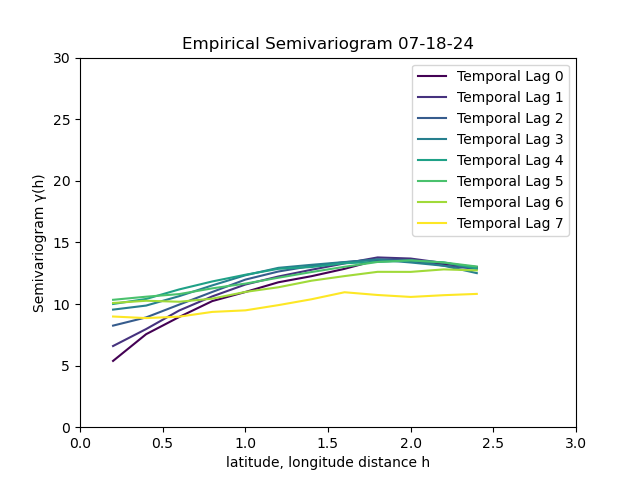 Empirical Semivariogram 07-18-24
30
25
20
15
10
5
0
Semivariogram γ(h)
Temporal Lag 0
Temporal Lag 1
Temporal Lag 2
Temporal Lag 3
Temporal Lag 4
Temporal Lag 5
Temporal Lag 6
Temporal Lag 7
0.0 0.5 1.0 1.5 2.0 2.5 3.0
latitude, longitude distance h